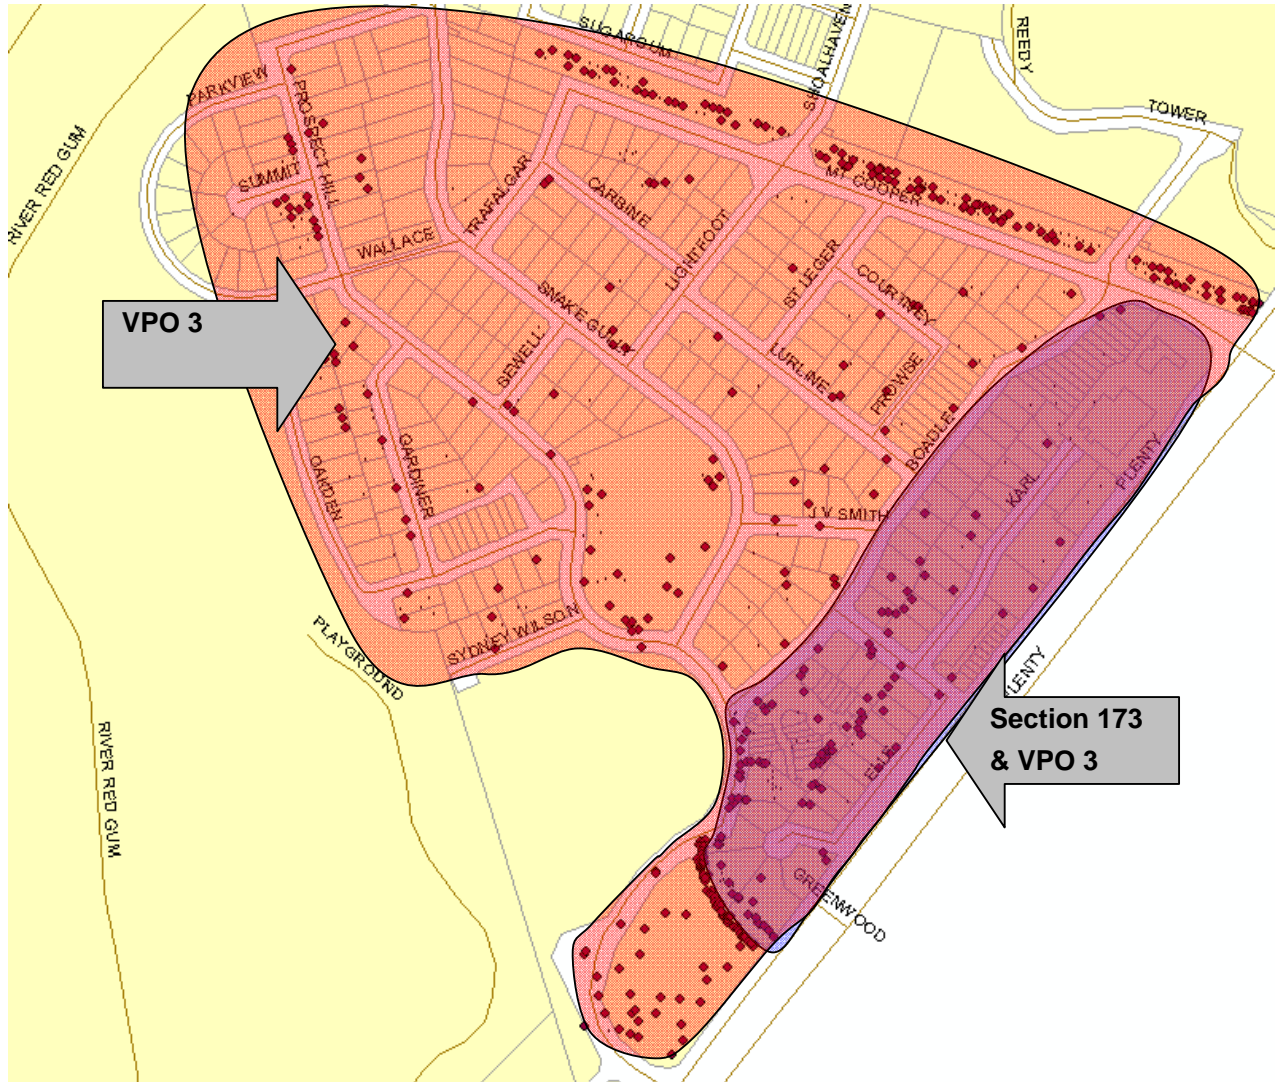 SUGARGUM
SHOALHAVEN
REEDY
TOWER
PARKVIEW
PROSPECT HILL
RIVER RED GUM
SUMMIT
TRAFALGAR
CARBINE
MT COOPER
WALLACE
LIGHTFOOT
ST LEGER
COURTNEY
SNAKE GULLY
VPO 3
SEWELL
LURLINE
PROWSE
BOADLE
OAKDEN
GARDINER
KARL
PLENTY
J V SMITH
SYDNEY WILSON
PLAYGROUND
PLENTY
Section 173
& VPO 3
RIVER RED GUM
GREENWOOD